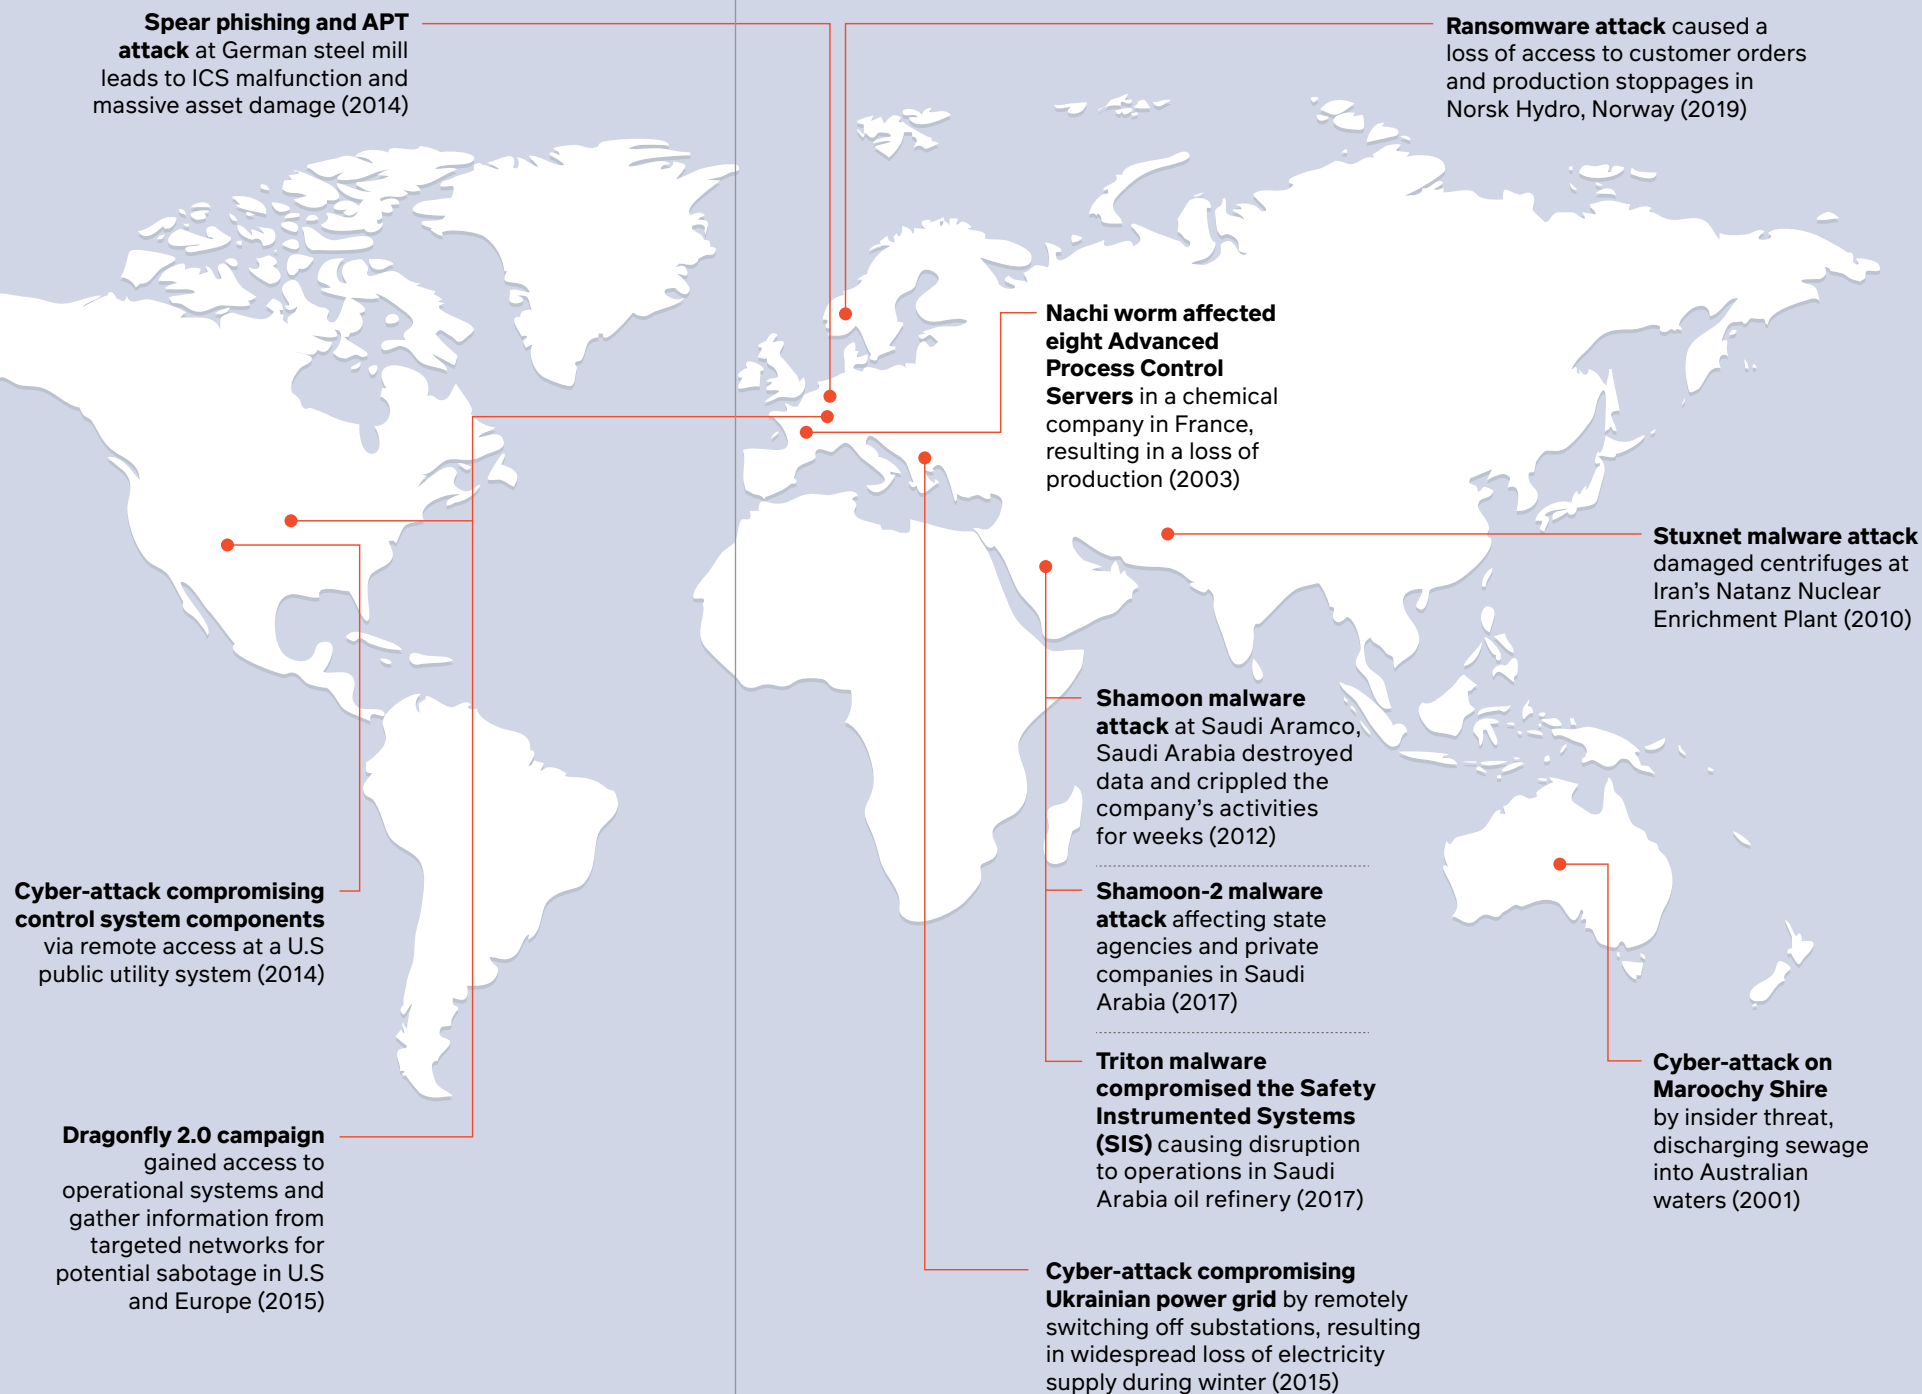 Spear phishing and APT
attack at German steel mill
leads to ICS malfunction and
massive asset damage (2014)
Ransomware attack caused a
loss of access to customer orders
and production stoppages in
Norsk Hydro, Norway (2019)
Nachi worm affected
eight Advanced
Process Control
Servers in a chemical
company in France,
resulting in a loss of
production (2003)
Stuxnet malware attack
damaged centrifuges at
Iran’s Natanz Nuclear
Enrichment Plant (2010)
Shamoon malware
attack at Saudi Aramco,
Saudi Arabia destroyed
data and crippled the
company’s activities
for weeks (2012)
Cyber-attack compromising
control system components
via remote access at a U.S
public utility system (2014)
Shamoon-2 malware
attack affecting state
agencies and private
companies in Saudi
Arabia (2017)
Triton malware
compromised the Safety
Instrumented Systems
(SIS) causing disruption
to operations in Saudi
Arabia oil refinery (2017)
Cyber-attack on
Maroochy Shire
by insider threat,
discharging sewage
into Australian
waters (2001)
Dragonfly 2.0 campaign
gained access to
operational systems and
gather information from
targeted networks for
potential sabotage in U.S
and Europe (2015)
Cyber-attack compromising
Ukrainian power grid by remotely
switching off substations, resulting
in widespread loss of electricity
supply during winter (2015)